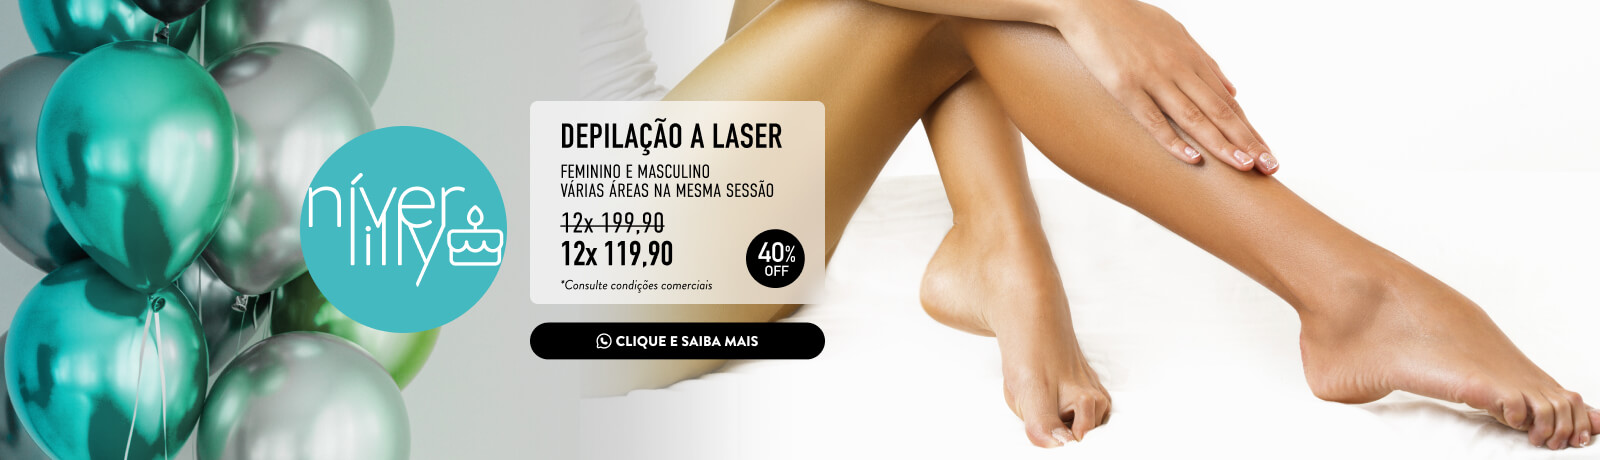 níver
lilly
DEPILAÇÃO A LASER
FEMININO E MASCULINO
VÁRIAS ÁREAS NA MESMA SESSÃO
12x 199,90
12x 119,90
40%
OFF
*Consulte condições comerciais
CLIQUE E SAIBA MAIS